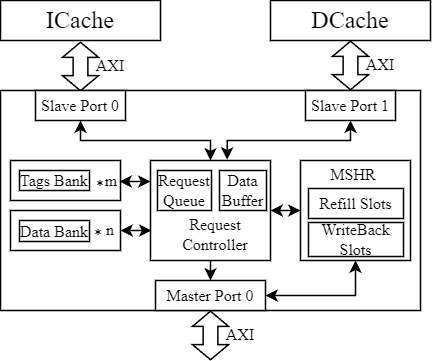 ICache
DCache
AXI
AXI
Slave Port 0
Slave Port 1
Tags Bank *m
Data Bank * n
Request
Queue
Data
Buffer
Request
Controller
MSHR
Refill Slots
WriteBack
Slots
Master Port 0
AXI